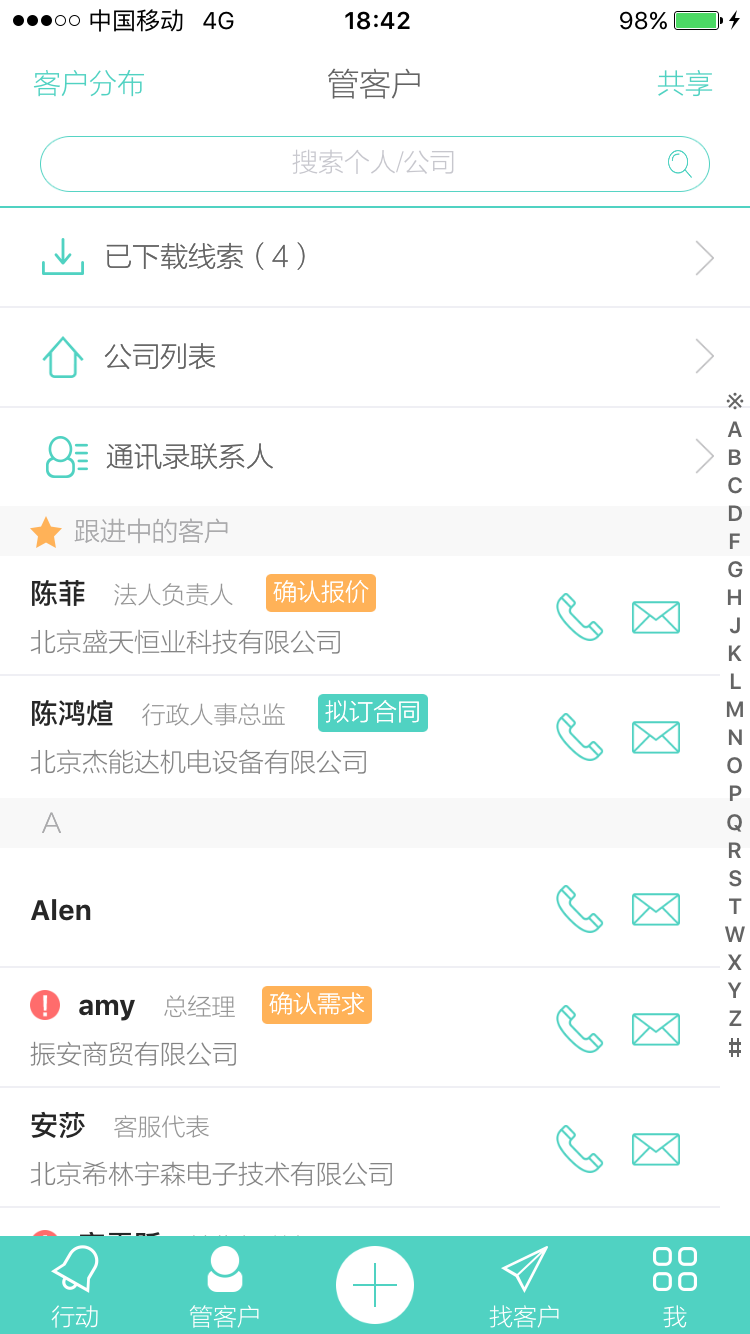 中国移动 4G 18:42 98%
客户分布 管客户 共享
搜索个人/公司
已下载线索（4）
公司列表
通讯录联系人
跟进中的客户
陈菲 法人负责人 确认报价
北京盛天恒业科技有限公司
陈鸿煊 行政人事总监 拟订合同
北京杰能达机电设备有限公司
A
Alen
amy 总经理 确认需求
振安商贸有限公司
安莎 客服代表
北京希林宇森电子技术有限公司
※
A
B
C
D
F
G
H
J
K
L
M
N
O
P
Q
R
S
T
W
X
Y
Z
#
行动 管客户 找客户 我